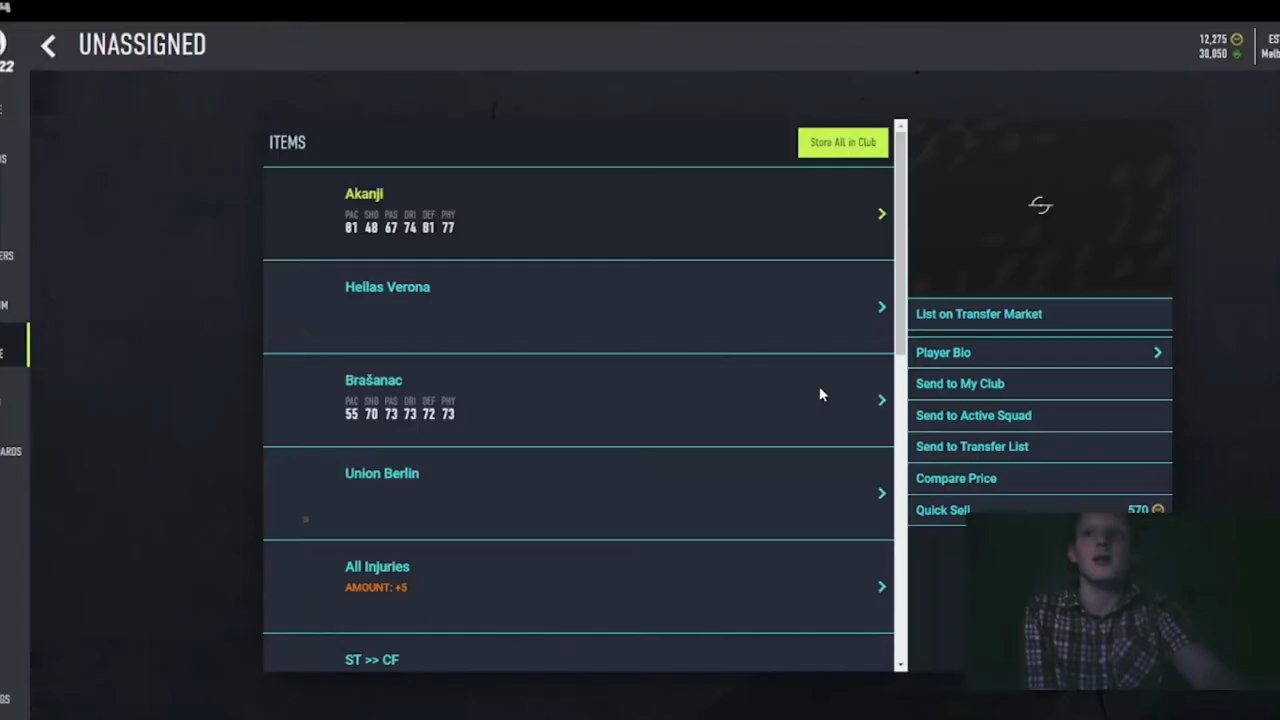 UNASSIGNED
12,275
30,050
22
ITEMS
Store All in Club
Akanji
PAC SHO PAS DRI DEF PHY
81 48 67 74 81 77
Hellas Verona
Brašanac
PAC SHO PAS DRI DEF PHY
55 70 73 73 72 73
Union Berlin
All Injuries
AMOUNT: +5
ST >> CF
List on Transfer Market
Player Bio
Send to My Club
Send to Active Squad
Send to Transfer List
Compare Price
Quick Sell 570